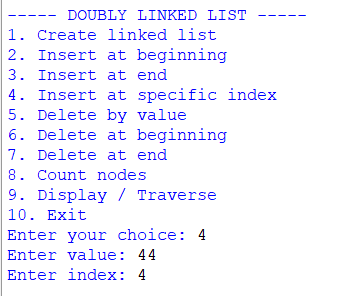 ----- DOUBLY LINKED LIST -----
1. Create linked list
2. Insert at beginning
3. Insert at end
4. Insert at specific index
5. Delete by value
6. Delete at beginning
7. Delete at end
8. Count nodes
9. Display / Traverse
10. Exit
Enter your choice: 4
Enter value: 44
Enter index: 4